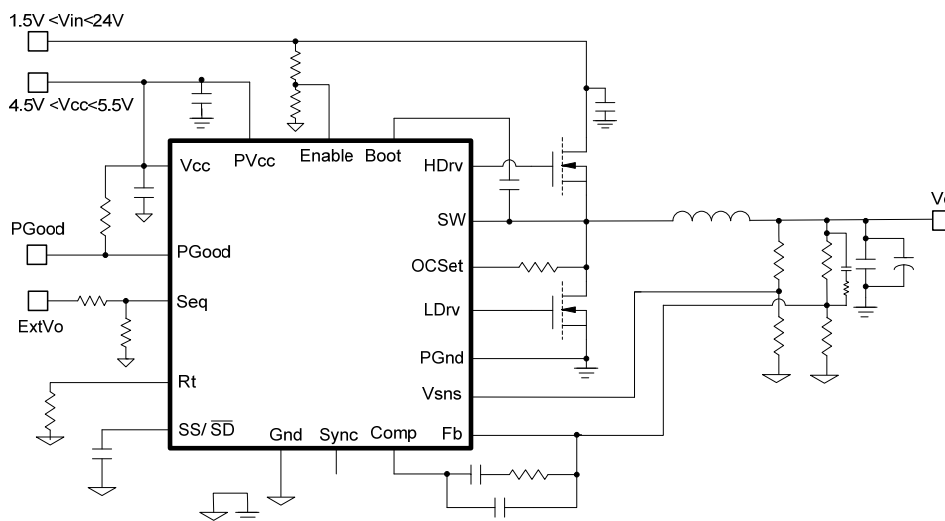 1.5V <Vin<24V
4.5V <Vcc<5.5V
PVcc
Enable
Boot
Vcc
HDrv
SW
PGood
PGood
OCSet
Seq
ExtVo
LDrv
PGnd
Rt
Vsns
SS/ SD
Gnd
Sync
Comp
Fb